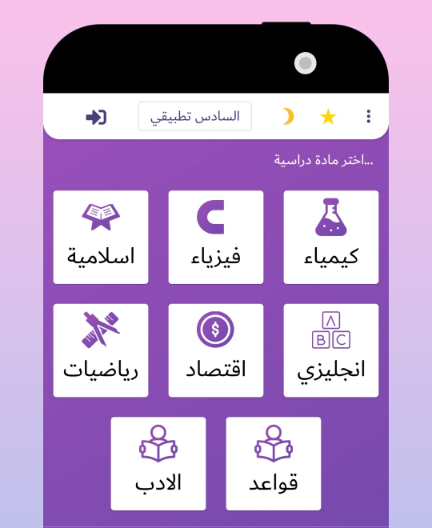 السادس تطبيقي
اختر مادة دراسية...
كيمياء
فيزياء
اسلامية
A
B C
$
انجليزي
اقتصاد
رياضيات
قواعد
الادب